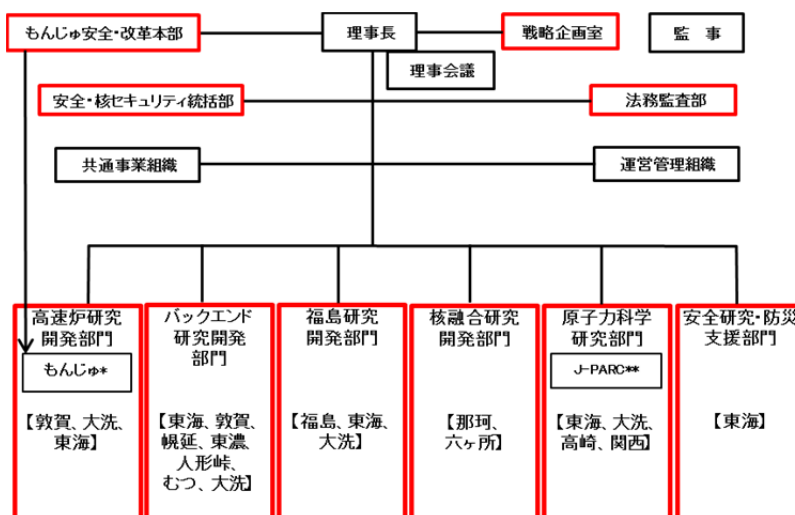 もんじゅ安全・改革本部
理事長
戦略企画室
監　事
理事会議
安全・核セキュリティ統括部
法務監査部
共通事業組織
運営管理組織
高速炉研究
開発部門
もんじゅ*
【敦賀、大洗、
東海】
バックエンド
研究開発
部門
【東海、敦賀、
幌延、東濃、
人形峠、
むつ、大洗】
福島研究
開発部門
【福島、東海、
大洗】
核融合研究
開発部門
【那珂、
六ヶ所】
原子力科学
研究部門
J-PARC**
【東海、大洗、
高崎、関西】
安全研究・防災
支援部門
【東海】